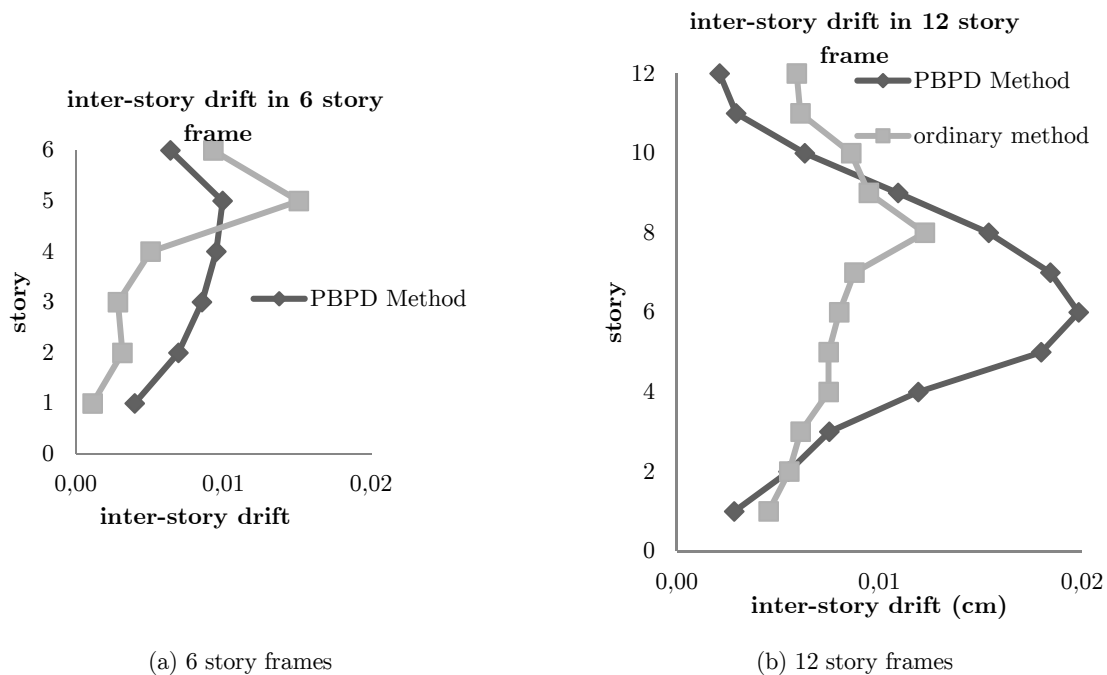 inter-story drift in 6 story
frame
6
5
4
3
2
1
0
story
PBPD Method
0,00
0,01
0,02
inter-story drift
(a) 6 story frames
inter-story drift in 12 story
frame
12
10
8
6
4
2
0
story
PBPD Method
ordinary method
0,00
0,01
0,02
inter-story drift (cm)
(b) 12 story frames